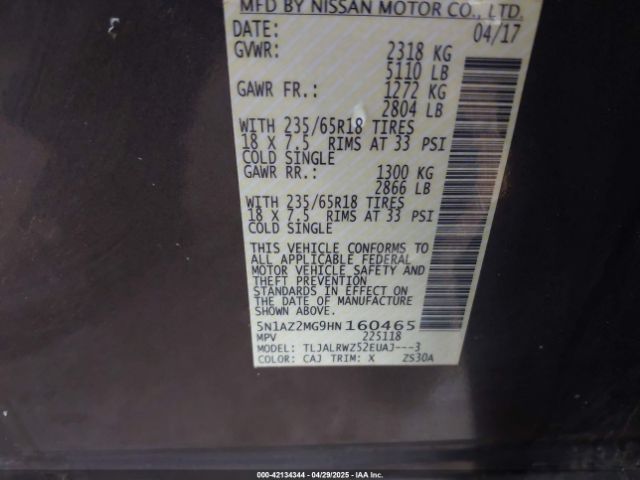 MFD BY NISSAN MOTOR CO., LTD.
DATE: 04/17
GVWR: 2318 KG
5110 LB
GAWR FR.: 1272 KG
2804 LB
WITH 235/65R18 TIRES
18 X 7.5 RIMS AT 33 PSI
COLD SINGLE
GAWR RR.: 1300 KG
2866 LB
WITH 235/65R18 TIRES
18 X 7.5 RIMS AT 33 PSI
COLD SINGLE
THIS VEHICLE CONFORMS TO
ALL APPLICABLE FEDERAL
MOTOR VEHICLE SAFETY AND
THEFT PREVENTION
STANDARDS IN EFFECT ON
THE DATE OF MANUFACTURE
SHOWN ABOVE.
5N1AZ2MG9HN160465
MPV 225118
MODEL: TLJALRWZ52EUAJ---3
COLOR: CAJ TRIM: X ZS30A
000-42134344 | 04/29/2025 | IAA Inc.